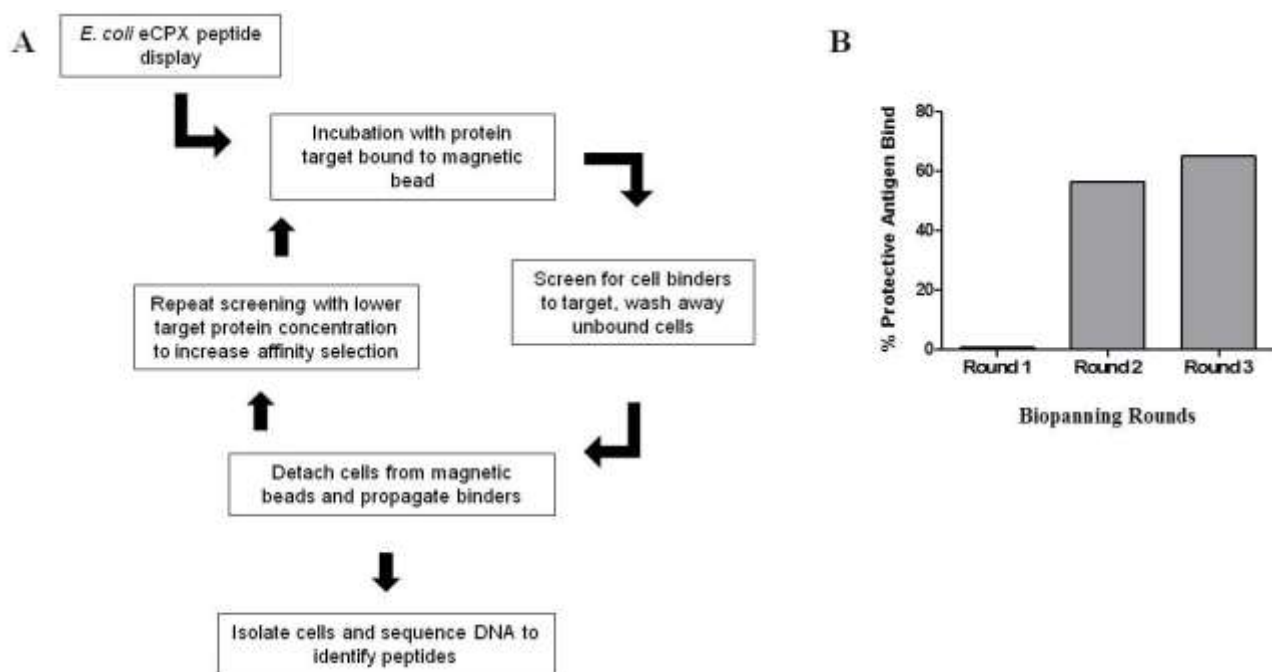 A
E. coli eCPX peptide
display
Incubation with protein
target bound to magnetic
bead
Screen for cell binders
to target, wash away
unbound cells
Repeat screening with lower
target protein concentration
to increase affinity selection
Detach cells from magnetic
beads and propagate binders
Isolate cells and sequence DNA to
identify peptides
B
% Protective Antigen Bind
80
60
40
20
0
Round 1 Round 2 Round 3
Biopanning Rounds